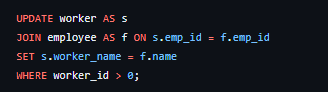 UPDATE worker AS s
JOIN employee AS f ON s.emp_id = f.emp_id
SET s.worker_name = f.name
WHERE worker_id > 0;